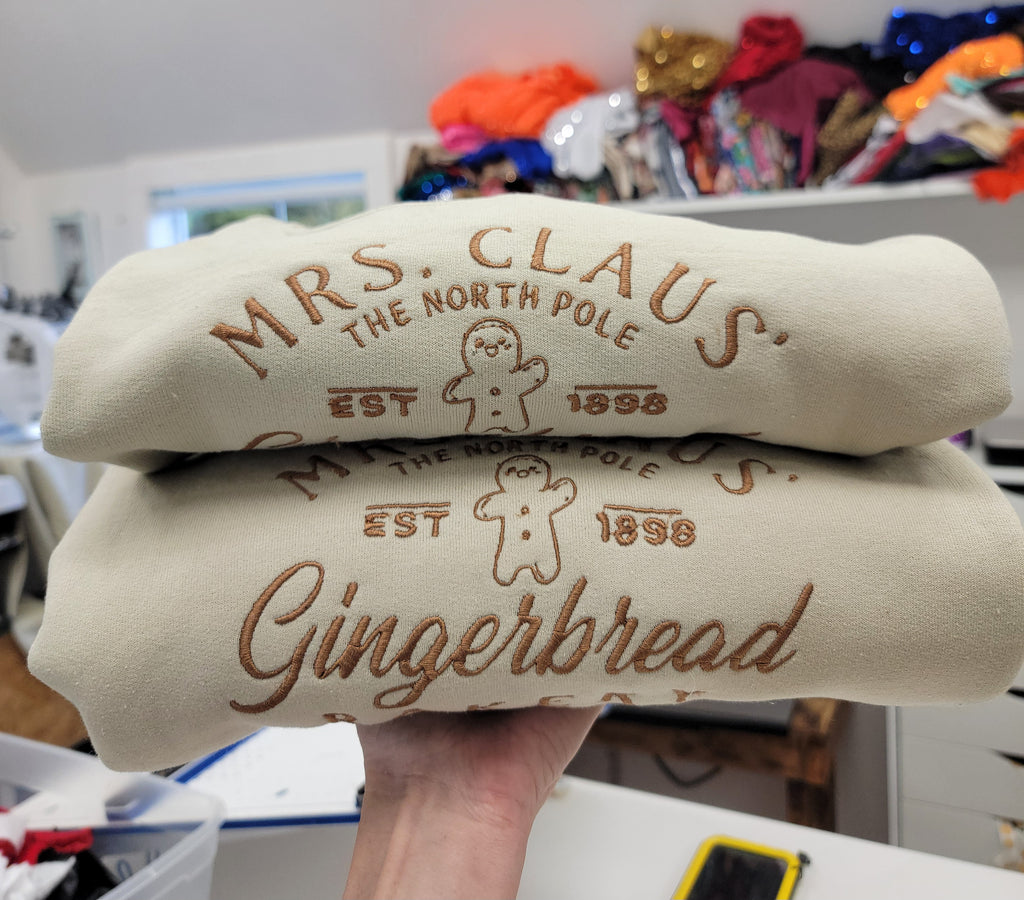 MRS. CLAUS'
THE NORTH POLE
EST 1898
THE NORTH POLE
EST 1898
Gingerbread